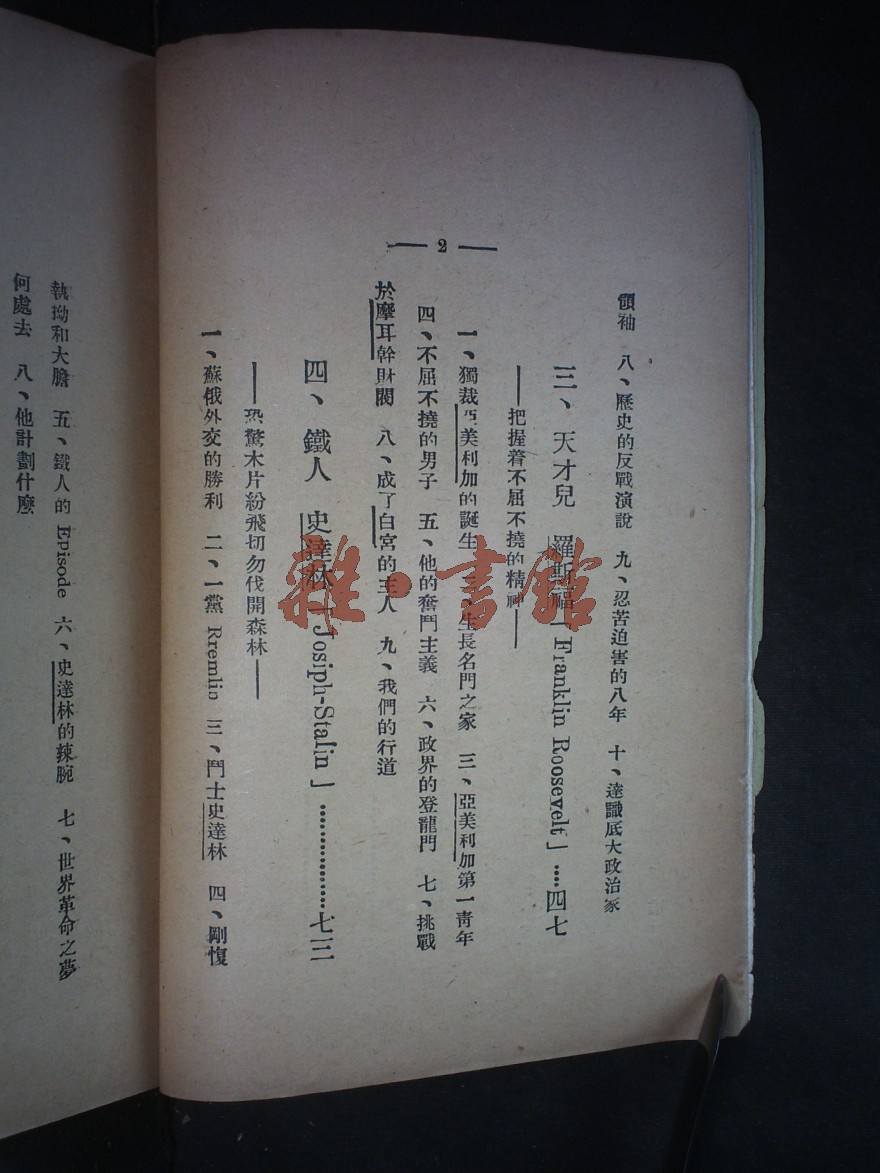 — 2 —
領袖 八、歷史的反戰演說 九、忍苦迫害的八年 十、達識底大政治家
三、天才兒 羅斯福「Franklin Roosevelt」……四七
——把握着不屈不撓的精神——
一、獨裁亞美利加的誕生 二、生長名門之家 三、亞美利加第一青年
四、不屈不撓的男子 五、他的奮鬥主義 六、政界的登龍門 七、挑戰
於摩耳幹財閥 八、成了白宮的主人 九、我們的行道
四、鐵人 史達林「Josiph-Stalin」………………七三
——恐驚木片紛飛切勿伐開森林——
一、蘇俄外交的勝利 二、一黨 Rremlin 三、鬥士史達林 四、剛愎
執拗和大膽 五、鐵人的 Episode 六、史達林的辣腕 七、世界革命之夢
何處去 八、他計劃什麼
雜·書館